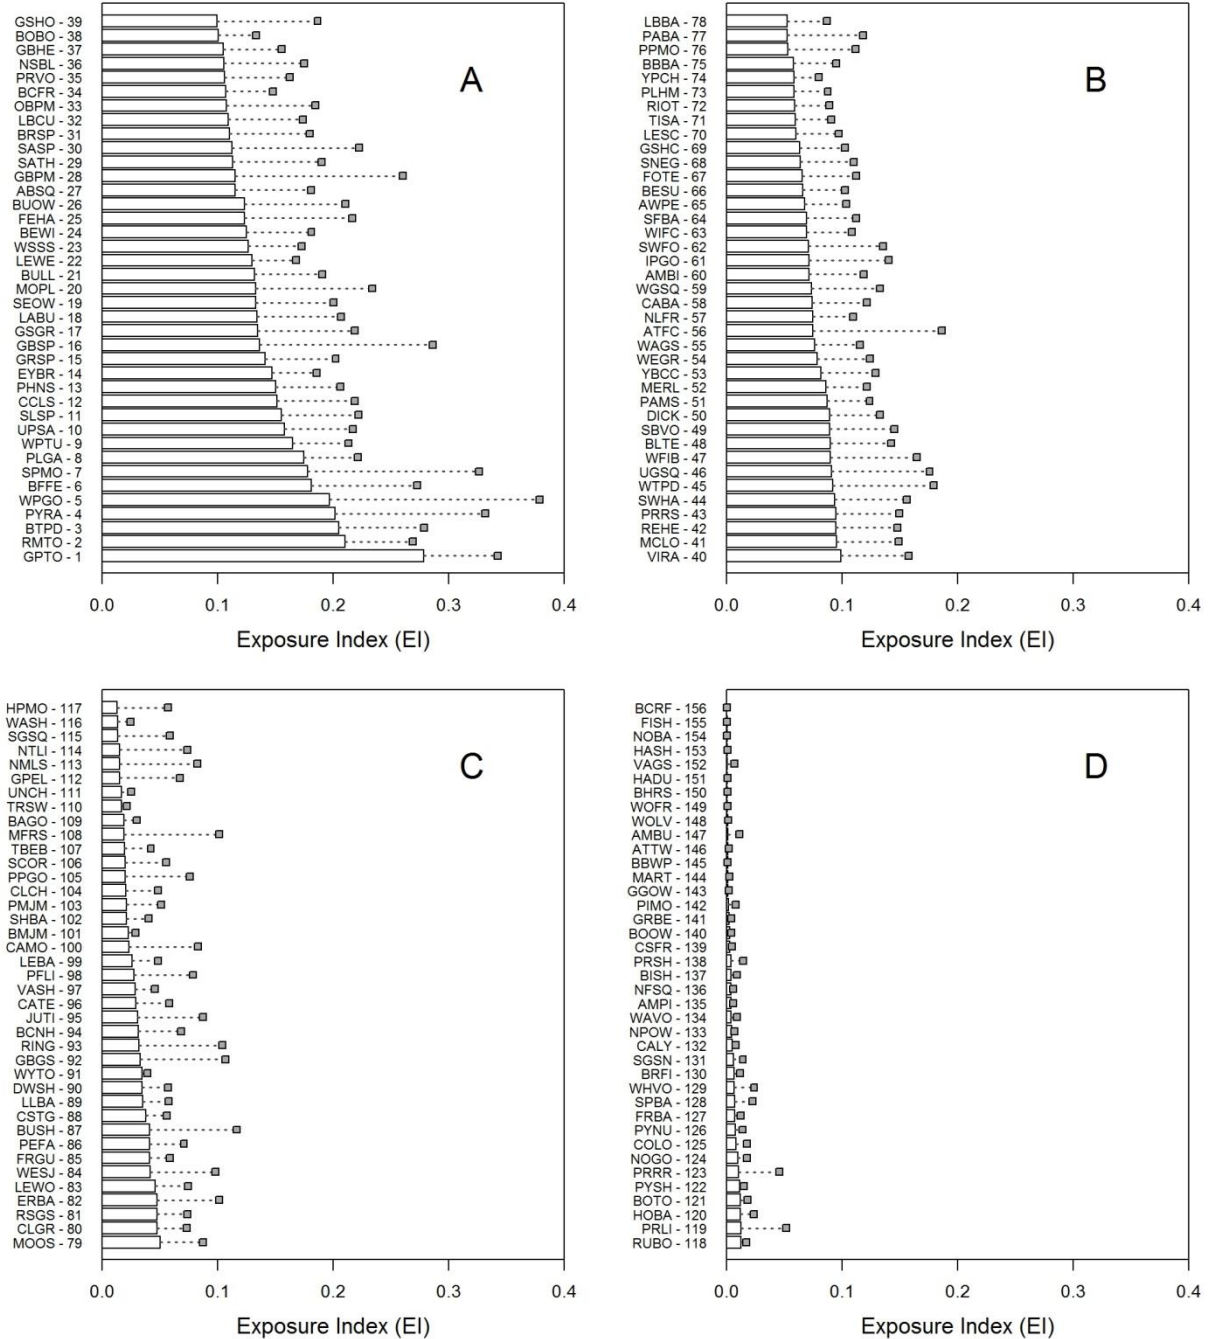 GSHO - 39
BOBO - 38
GBHE - 37
NSBL - 36
PRVO - 35
BCFR - 34
OBPM - 33
LBCU - 32
BRSP - 31
SASP - 30
SATH - 29
GBPM - 28
ABSQ - 27
BUOW - 26
FEHA - 25
BEWI - 24
WSSS - 23
LEWE - 22
BULL - 21
MOPL - 20
SEOW - 19
LABU - 18
GSGR - 17
GBSP - 16
GRSP - 15
EYBR - 14
PHNS - 13
CCLS - 12
SLSP - 11
UPSA - 10
WPTU - 9
PLGA - 8
SPMO - 7
BFFE - 6
WPGO - 5
PYRA - 4
BTPD - 3
RMTO - 2
GPTO - 1
A
0.0 0.1 0.2 0.3 0.4
Exposure Index (EI)
LBBA - 78
PABA - 77
PPMO - 76
BBBA - 75
YPCH - 74
PLHM - 73
RIOT - 72
TISA - 71
LESC - 70
GSHC - 69
SNEG - 68
FOTE - 67
BESU - 66
AWPE - 65
SFBA - 64
WIFC - 63
SWFO - 62
IPGO - 61
AMBI - 60
WGSQ - 59
CABA - 58
NLFR - 57
ATFC - 56
WAGS - 55
WEGR - 54
YBCC - 53
MERL - 52
PAMS - 51
DICK - 50
SBVO - 49
BLTE - 48
WFIB - 47
UGSQ - 46
WTPD - 45
SWHA - 44
PRRS - 43
REHE - 42
MCLO - 41
VIRA - 40
B
0.0 0.1 0.2 0.3 0.4
Exposure Index (EI)
HPMO - 117
WASH - 116
SGSQ - 115
NTLI - 114
NMLS - 113
GPEL - 112
UNCH - 111
TRSW - 110
BAGO - 109
MFRS - 108
TBEB - 107
SCOR - 106
PPGO - 105
CLCH - 104
PMJM - 103
SHBA - 102
BMJM - 101
CAMO - 100
LEBA - 99
PFLI - 98
VASH - 97
CATE - 96
JUTI - 95
BCNH - 94
RING - 93
GBGS - 92
WYTO - 91
DWSH - 90
LLBA - 89
CSTG - 88
BUSH - 87
PEFA - 86
FRGU - 85
WESJ - 84
LEWO - 83
ERBA - 82
RSGS - 81
CLGR - 80
MOOS - 79
C
0.0 0.1 0.2 0.3 0.4
Exposure Index (EI)
BCRF - 156
FISH - 155
NOBA - 154
HASH - 153
VAGS - 152
HADU - 151
BHRS - 150
WOFR - 149
WOLV - 148
AMBU - 147
ATTW - 146
BBWP - 145
MART - 144
GGOW - 143
PIMO - 142
GRBE - 141
BOOW - 140
CSFR - 139
PRSH - 138
BISH - 137
NFSQ - 136
AMPI - 135
WAVO - 134
NPOW - 133
CALY - 132
SGSN - 131
BRFI - 130
WHVO - 129
SPBA - 128
FRBA - 127
PYNU - 126
COLO - 125
NOGO - 124
PRRR - 123
PYSH - 122
BOTO - 121
HOBA - 120
PRLI - 119
RUBO - 118
D
0.0 0.1 0.2 0.3 0.4
Exposure Index (EI)